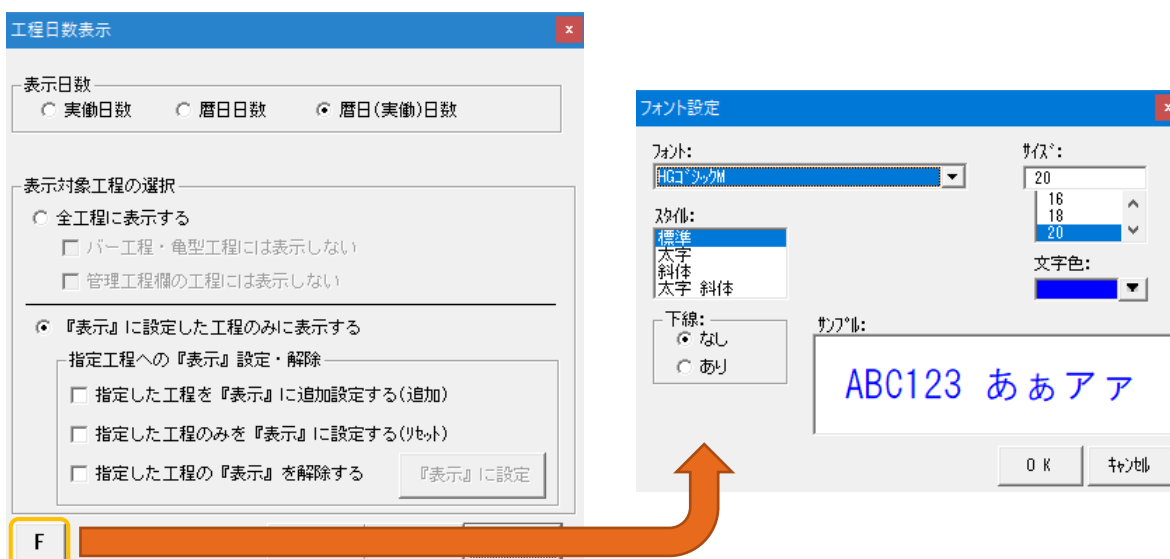 工程日数表示
x
表示日数
実働日数 暦日日数 暦日(実働)日数
表示対象工程の選択
全工程に表示する
バー工程・亀型工程には表示しない
管理工程欄の工程には表示しない
『表示』に設定した工程のみに表示する
指定工程への『表示』設定・解除
指定した工程を『表示』に追加設定する(追加)
指定した工程のみを『表示』に設定する(ﾘｾｯﾄ)
指定した工程の『表示』を解除する
『表示』に設定
F
フォント設定
x
ﾌｫﾝﾄ:
HGｺﾞｼｯｸM
ｻｲｽﾞ:
20
16
18
20
ｽﾀｲﾙ:
標準
太字
斜体
太字 斜体
文字色:
下線:
なし
あり
ｻﾝﾌﾟﾙ:
ABC123 あぁアァ
O K
ｷｬﾝｾﾙ